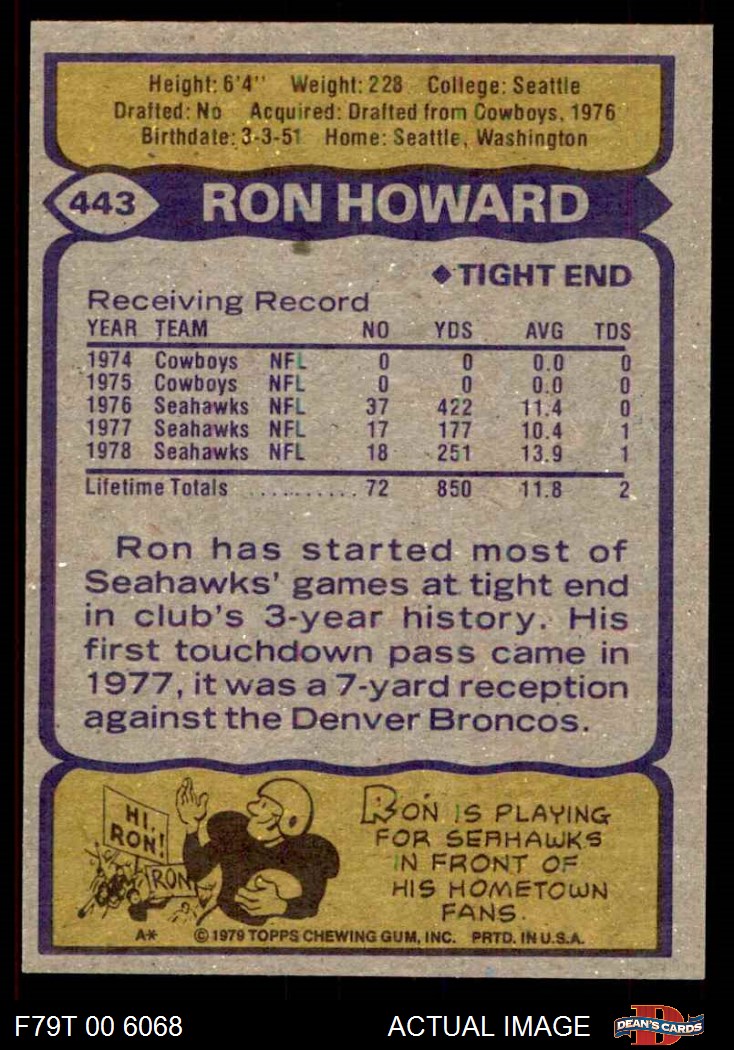 Height: 6'4" Weight: 228 College: Seattle
Drafted: No Acquired: Drafted from Cowboys, 1976
Birthdate: 3-3-51 Home: Seattle, Washington
443 RON HOWARD
◆ TIGHT END
Receiving Record
YEAR TEAM NO YDS AVG TDS
1974 Cowboys NFL 0 0 0.0 0
1975 Cowboys NFL 0 0 0.0 0
1976 Seahawks NFL 37 422 11.4 0
1977 Seahawks NFL 17 177 10.4 1
1978 Seahawks NFL 18 251 13.9 1
Lifetime Totals .......... 72 850 11.8 2
Ron has started most of
Seahawks' games at tight end
in club's 3-year history. His
first touchdown pass came in
1977, it was a 7-yard reception
against the Denver Broncos.
HI,
RON!
RON
RON IS PLAYING
FOR SEAHAWKS
IN FRONT OF
HIS HOMETOWN
FANS.
A* © 1979 TOPPS CHEWING GUM, INC. PRTD. IN U.S.A.
F79T 00 6068 ACTUAL IMAGE
D
DEAN'S CARDS